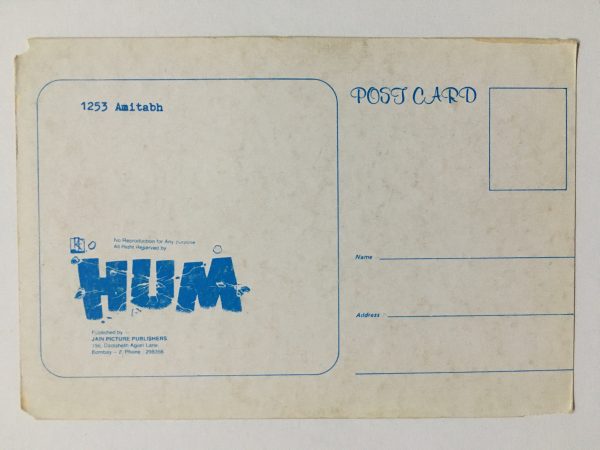 1253 Amitabh
POST CARD
No Reproduction for Any purpose
All Right Reserved by
HUM
Name
Address
Published by —
JAIN PICTURE PUBLISHERS
Bombay – 2, Phone : 298356